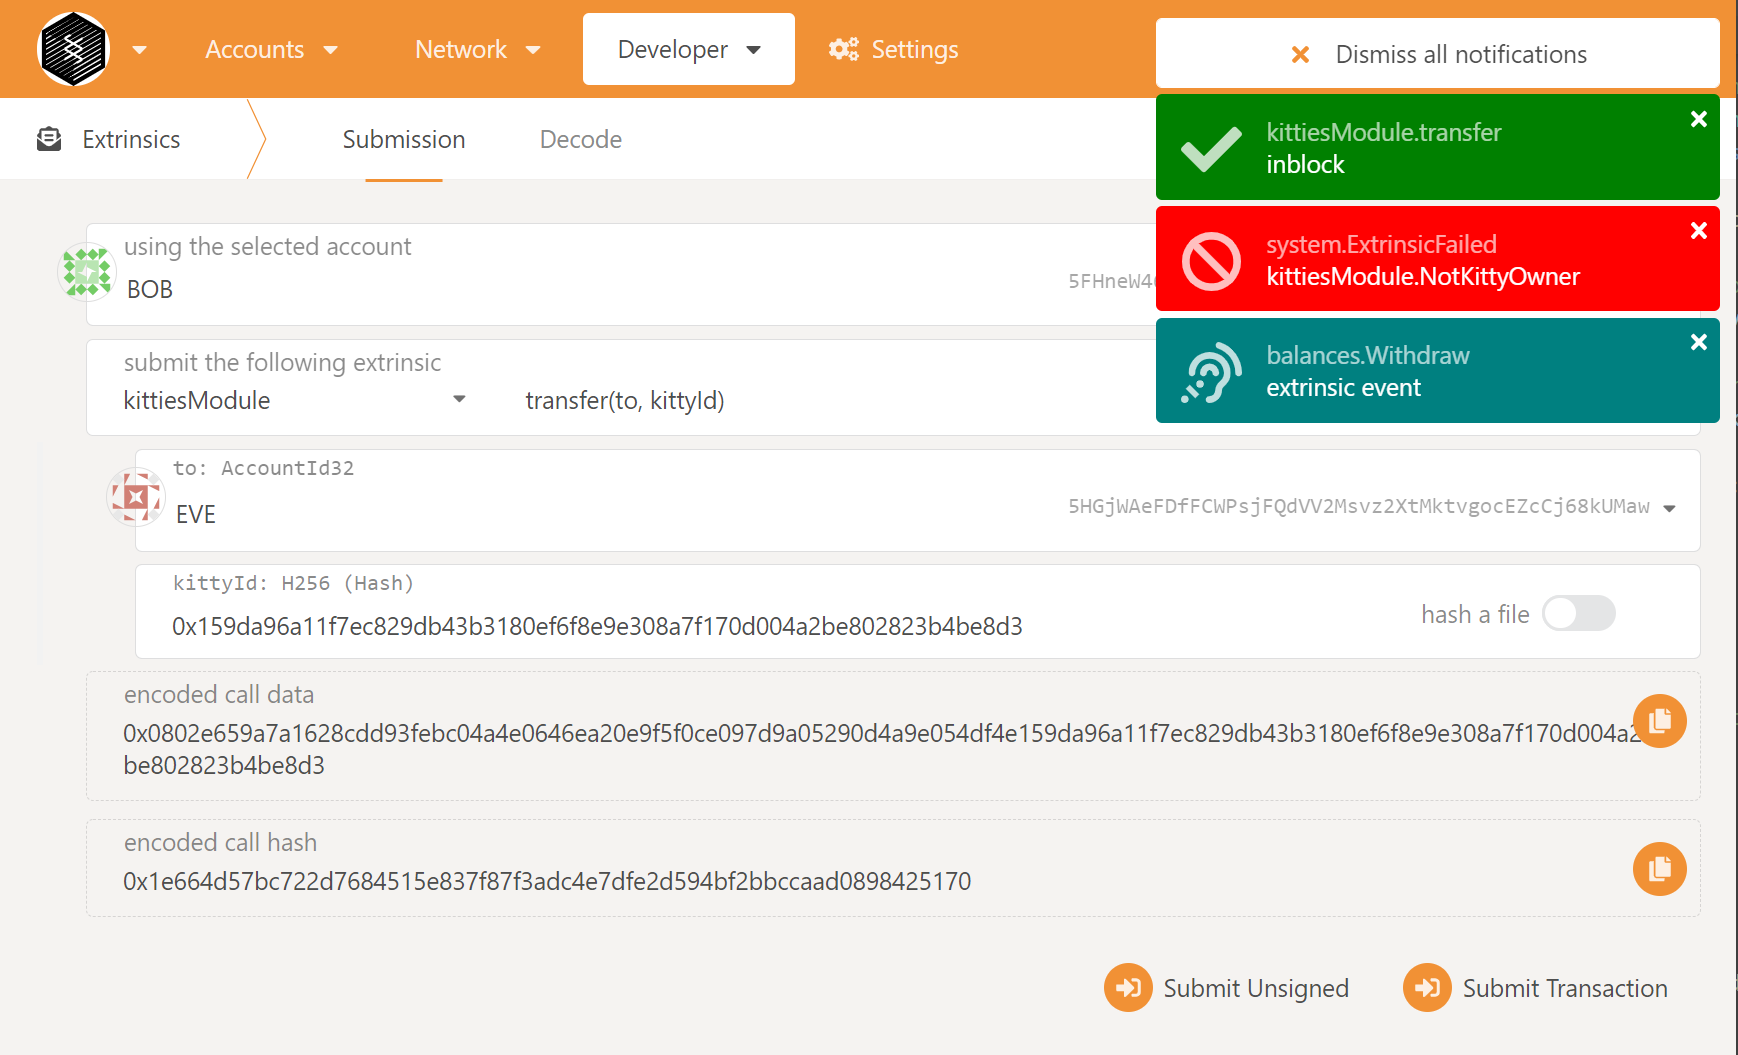 Accounts
Network
Developer
Settings
Dismiss all notifications
Extrinsics
Submission
Decode
kittiesModule.transfer
inblock
system.ExtrinsicFailed
kittiesModule.NotKittyOwner
balances.Withdraw
extrinsic event
using the selected account
BOB
5FHneW4
submit the following extrinsic
kittiesModule
transfer(to, kittyId)
to: AccountId32
EVE
5HGjWAeFDfFCWPsjFQdVV2Msvz2XtMktvgocEZcCj68kUMaw
kittyId: H256 (Hash)
0x159da96a11f7ec829db43b3180ef6f8e9e308a7f170d004a2be802823b4be8d3
hash a file
encoded call data
0x0802e659a7a1628cdd93febc04a4e0646ea20e9f5f0ce097d9a05290d4a9e054df4e159da96a11f7ec829db43b3180ef6f8e9e308a7f170d004a2
be802823b4be8d3
encoded call hash
0x1e664d57bc722d7684515e837f87f3adc4e7dfe2d594bf2bbccaad0898425170
Submit Unsigned
Submit Transaction